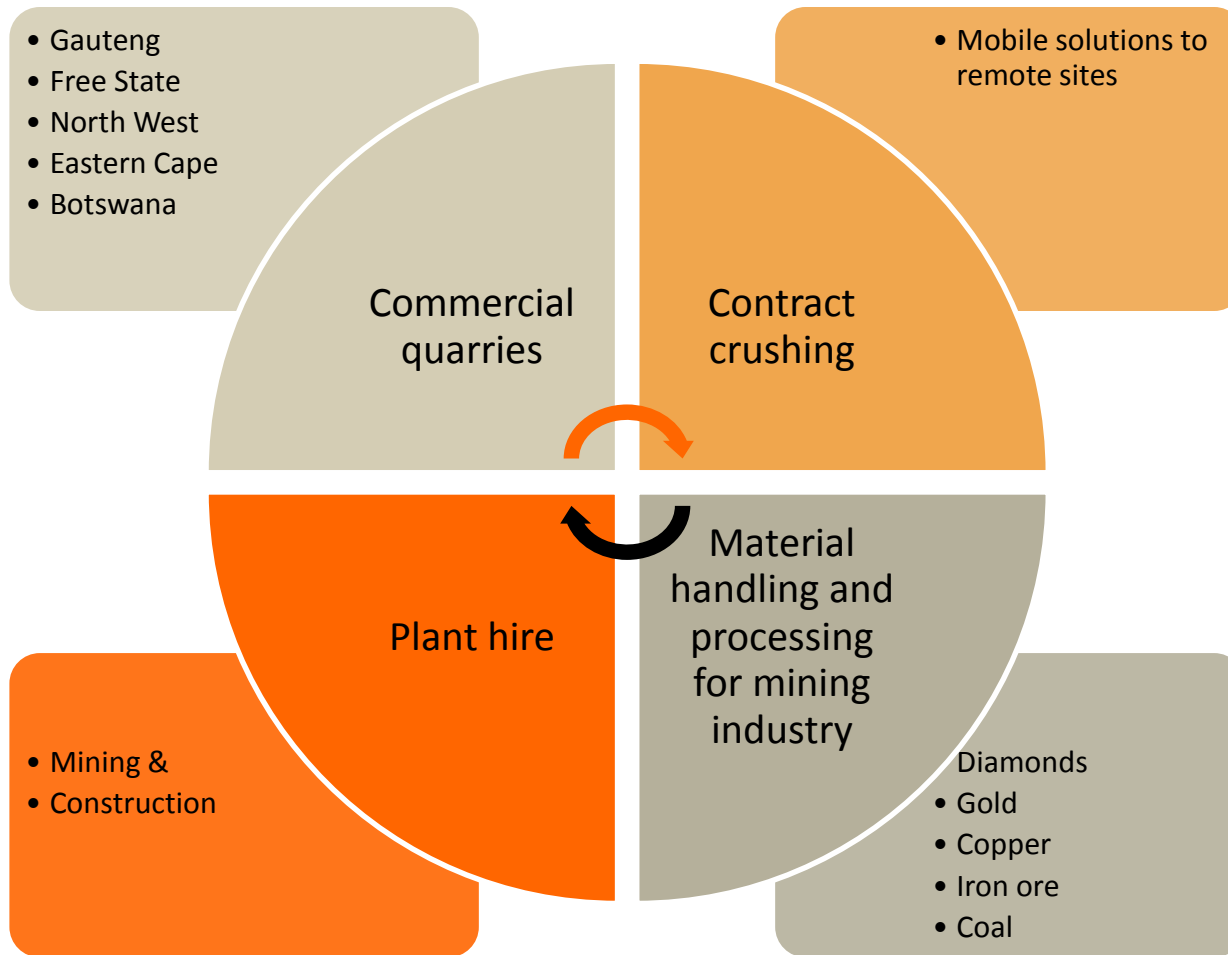 • Gauteng
• Free State
• North West
• Eastern Cape
• Botswana
• Mobile solutions to
remote sites
Commercial
quarries
Contract
crushing
Plant hire
Material
handling and
processing
for mining
industry
• Mining &
• Construction
Diamonds
• Gold
• Copper
• Iron ore
• Coal